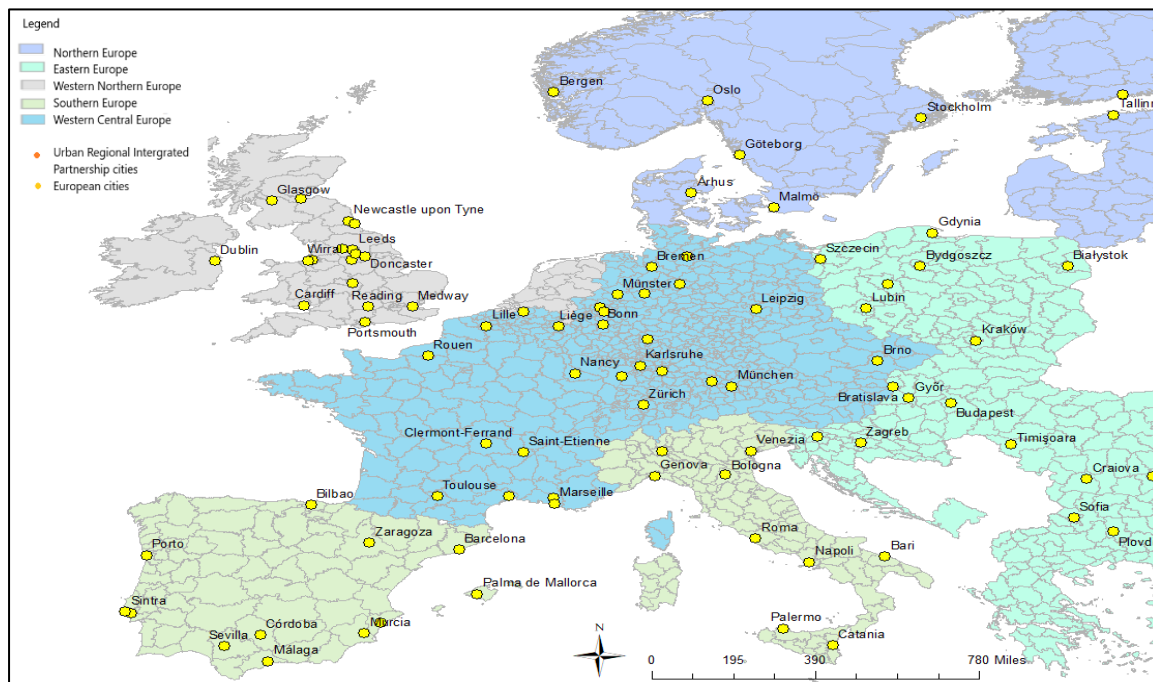 Legend
Northern Europe
Eastern Europe
Western Northern Europe
Southern Europe
Western Central Europe
Urban Regional Intergrated
Partnership cities
European cities
Bergen
Oslo
Stockholm
Tallinn
Göteborg
Århus
Malmö
Glasgow
Newcastle upon Tyne
Leeds
Dublin
Wirral
Doncaster
Cardiff
Reading
Medway
Portsmouth
Gdynia
Szczecin
Bydgoszcz
Białystok
Bremen
Münster
Leipzig
Lubin
Lille
Liége
Bonn
Kraków
Rouen
Nancy
Karlsruhe
Brno
München
Zürich
Bratislava
Győr
Budapest
Clermont-Ferrand
Saint-Etienne
Venezia
Zagreb
Timişoara
Genova
Bologna
Craiova
Toulouse
Marseille
Bilbao
Sofia
Plovd
Zaragoza
Barcelona
Porto
Roma
Napoli
Bari
Palma de Mallorca
Sintra
Córdoba
Murcia
Sevilla
Málaga
Palermo
Catania
N
0 195 390 780 Miles